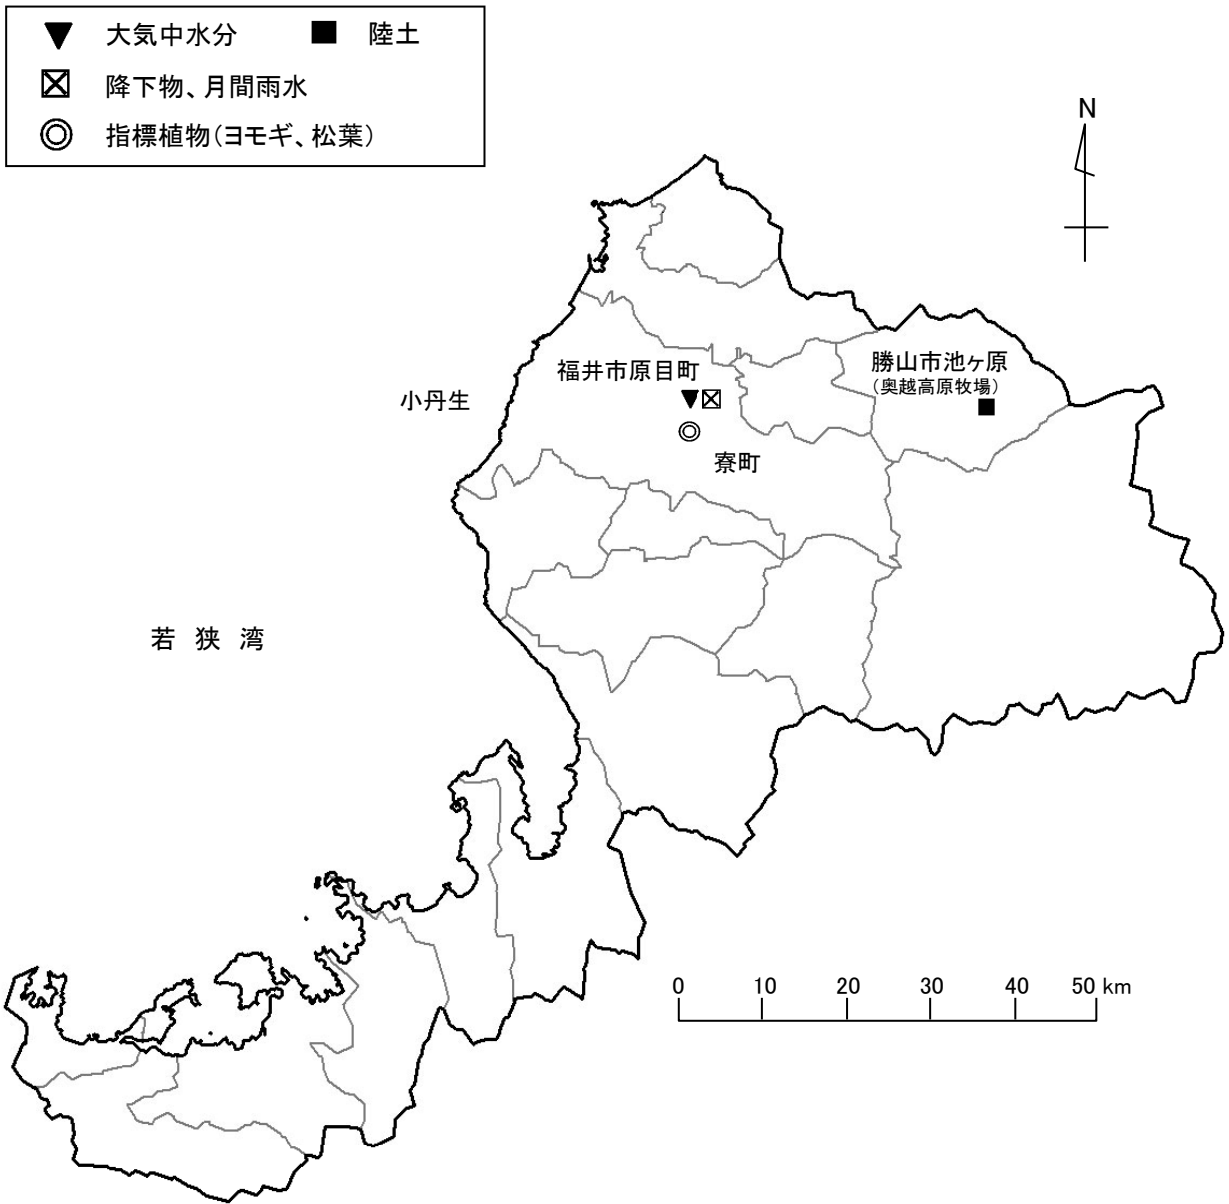 大気中水分 陸土
降下物、月間雨水
指標植物(ヨモギ、松葉)
N
福井市原目町
勝山市池ヶ原
(奥越高原牧場)
小丹生
寮町
若狭湾
0 10 20 30 40 50 km